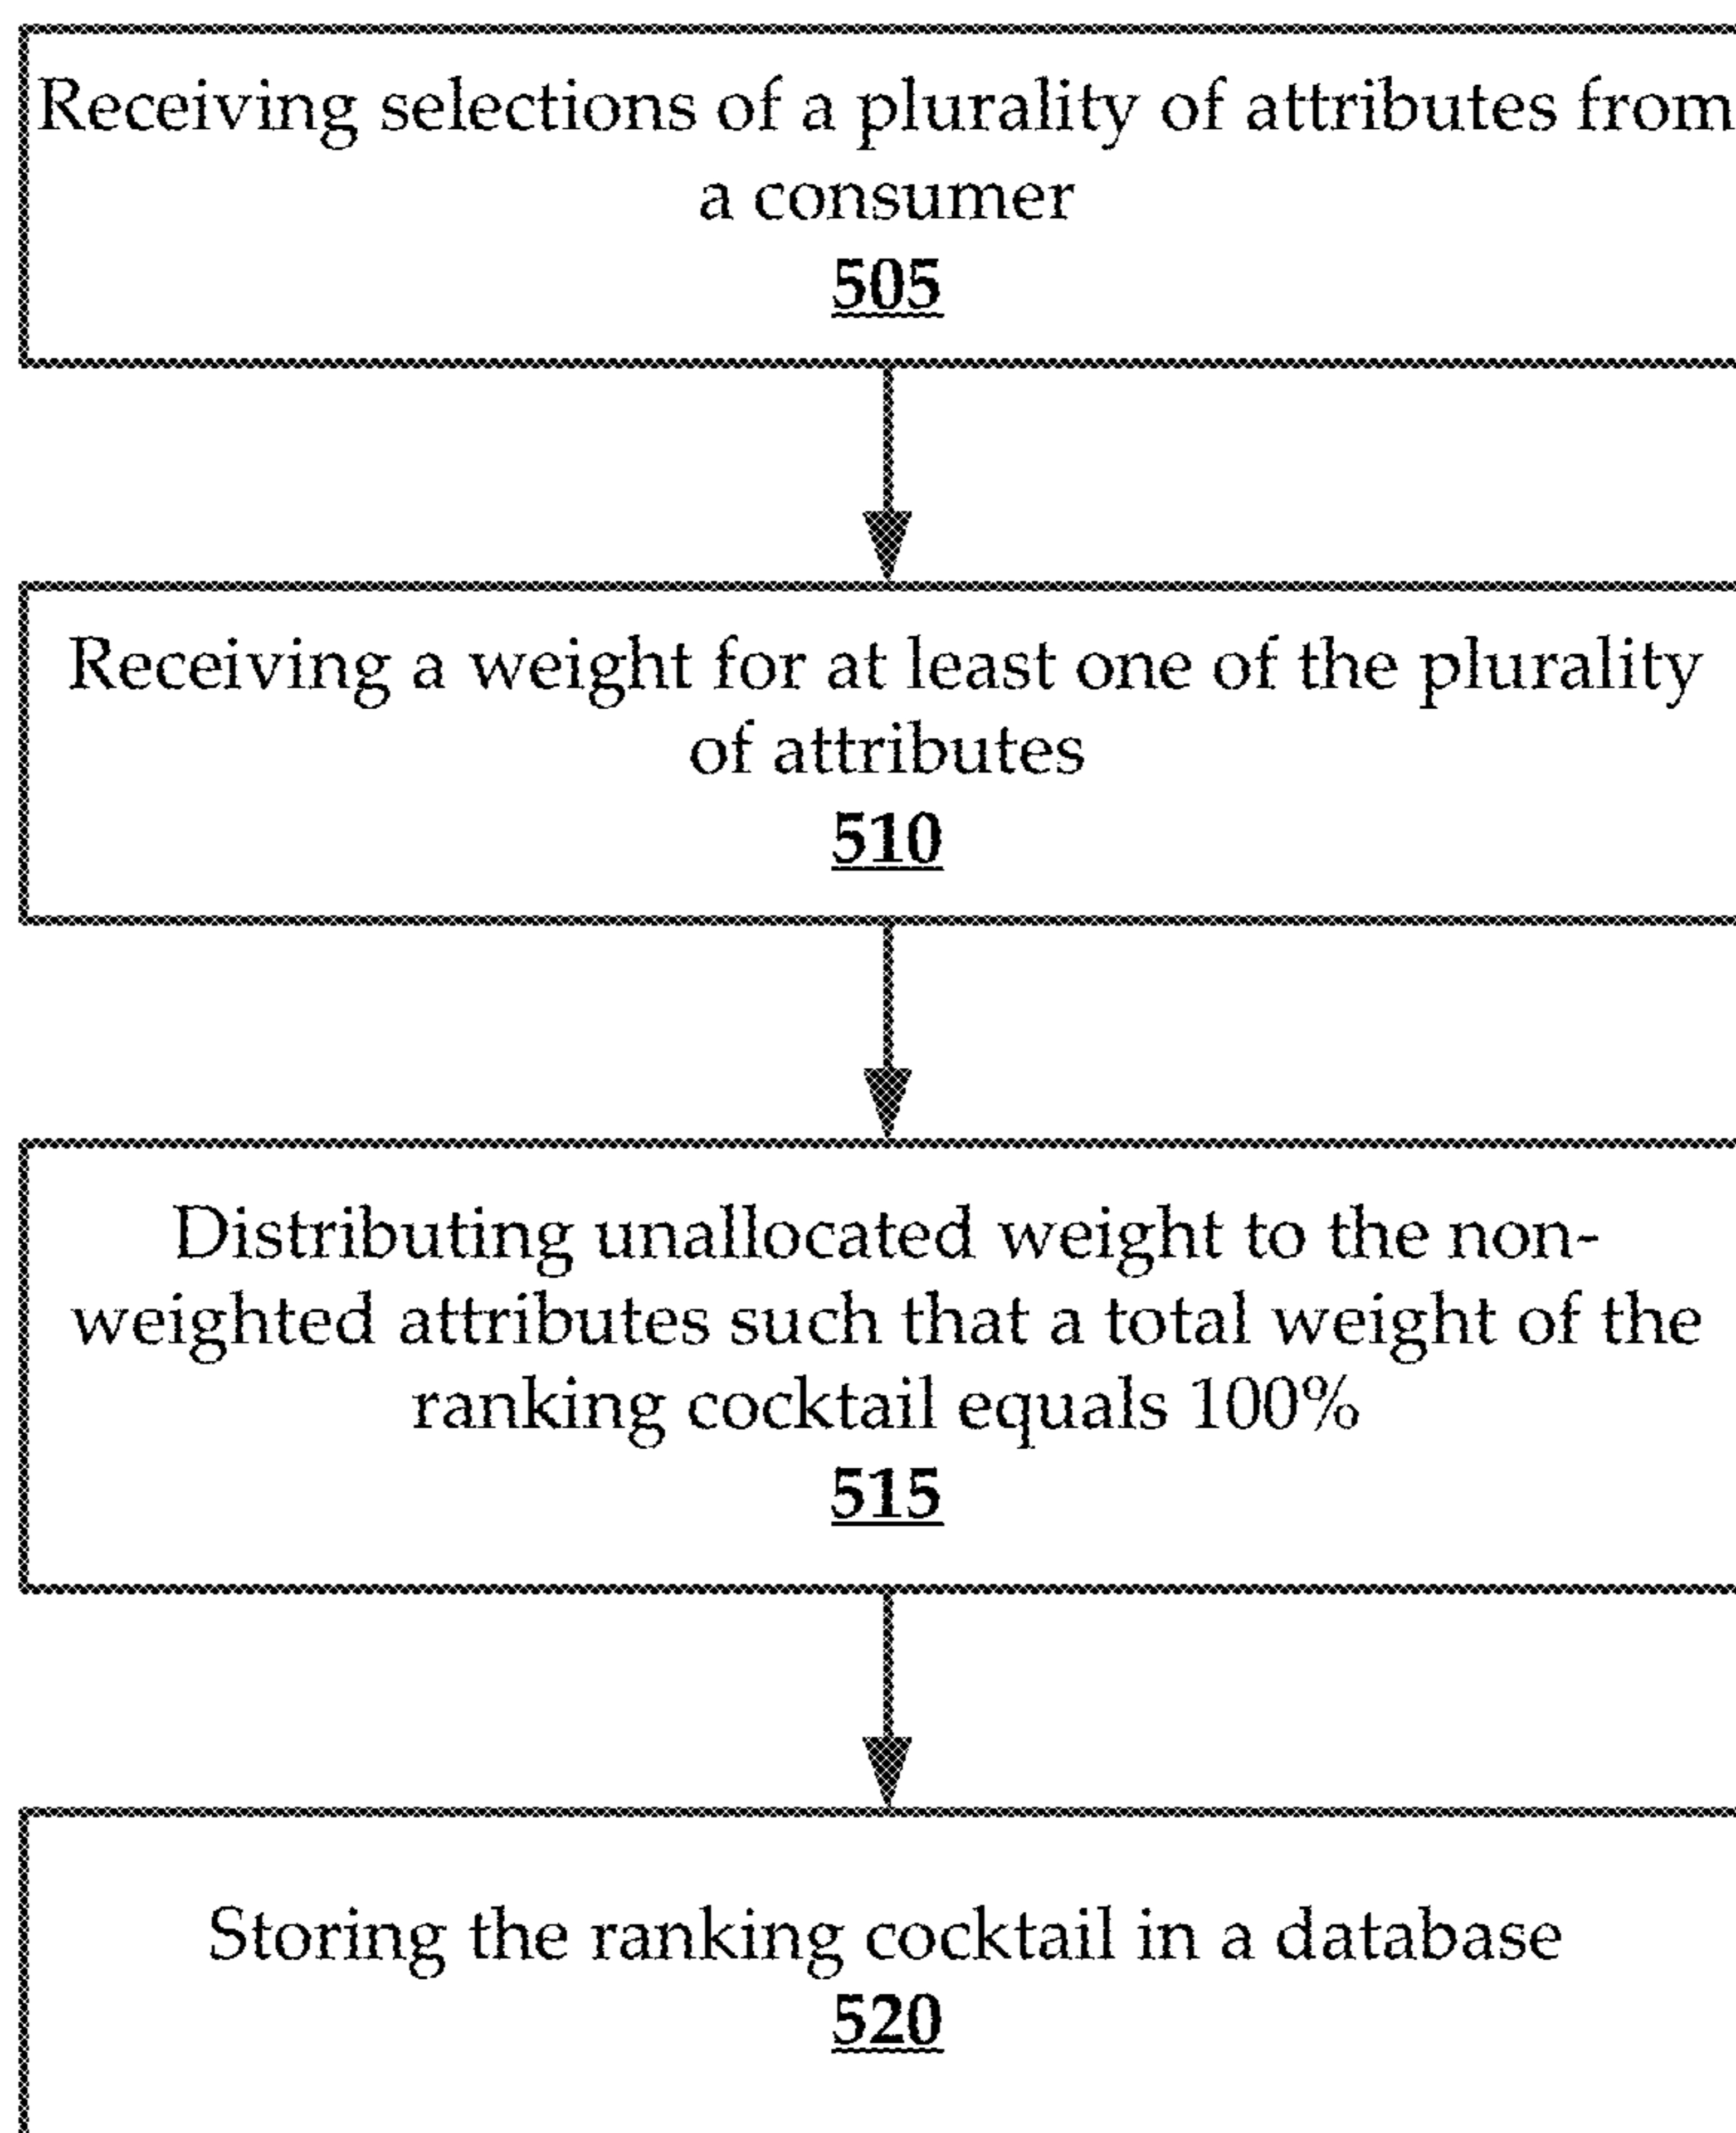 Receiving selections of a plurality of attributes from
a consumer
505
Receiving a weight for at least one of the plurality
of attributes
510
Distributing unallocated weight to the non-
weighted attributes such that a total weight of the
ranking cocktail equals 100%
515
Storing the ranking cocktail in a database
520